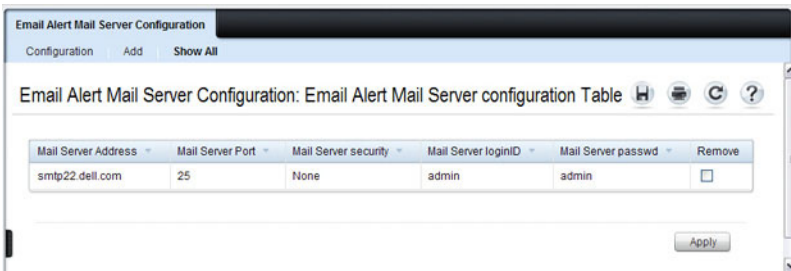 Email Alert Mail Server Configuration
Configuration Add Show All
Email Alert Mail Server Configuration: Email Alert Mail Server configuration Table
Mail Server Address Mail Server Port Mail Server security Mail Server loginID Mail Server passwd Remove
smtp22.dell.com 25 None admin admin
Apply